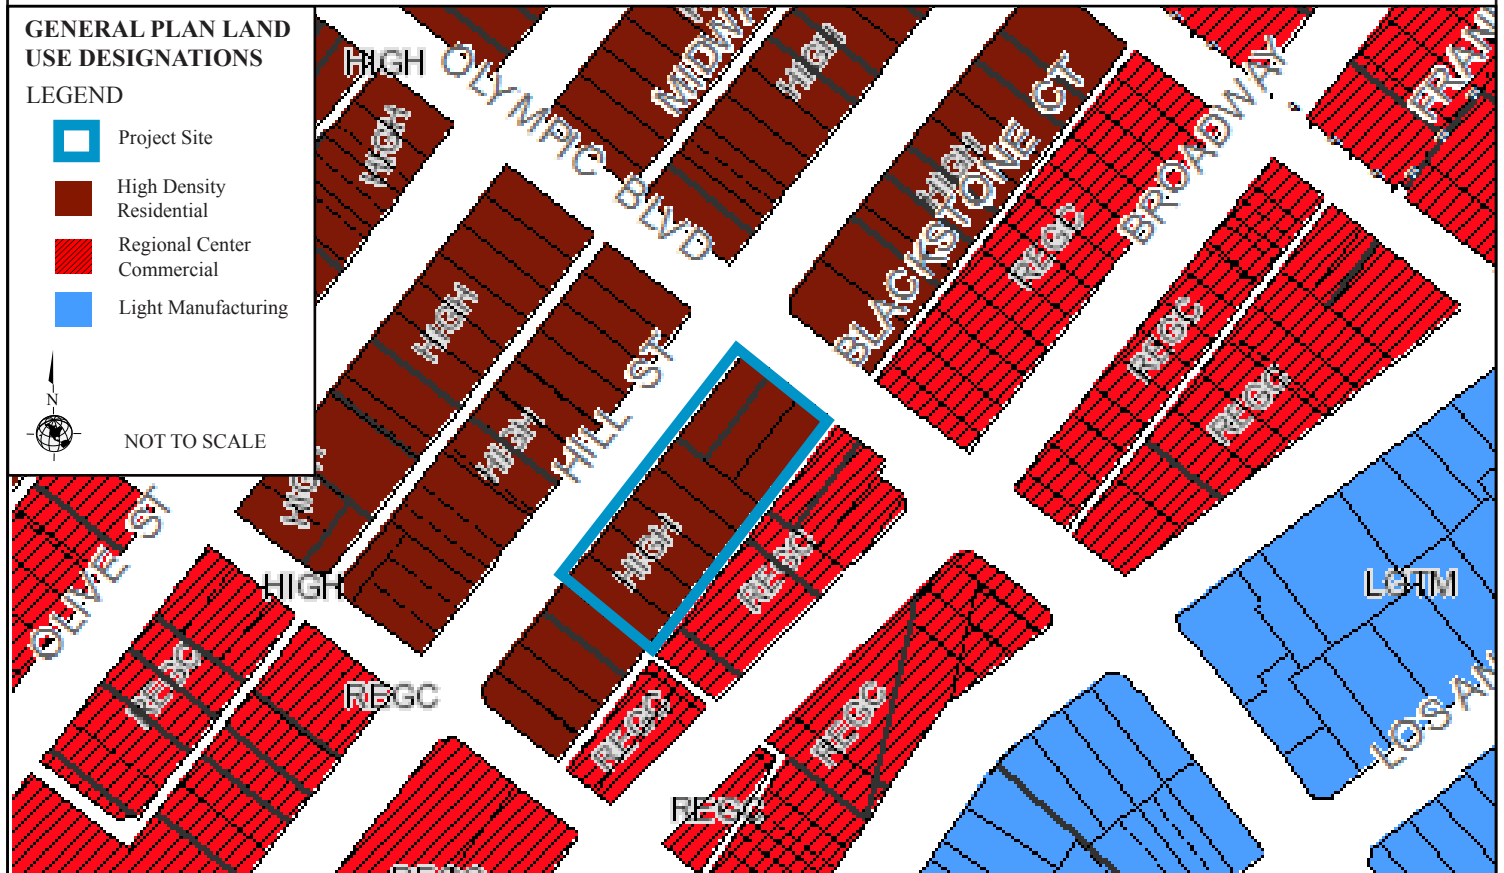 GENERAL PLAN LAND
USE DESIGNATIONS
LEGEND
Project Site
High Density
Residential
Regional Center
Commercial
Light Manufacturing
N
NOT TO SCALE
HIGH
OLYMPIC BLVD
HIGH
HIGH
HIGH
BLACKSTONE CT
BROADWAY
REGC
HIGH
HIGH
HILL ST
REGC
REGC
HIGH
OLIVE ST
HIGH
REGC
LGTM
REGC
REGC
REGC
REGC